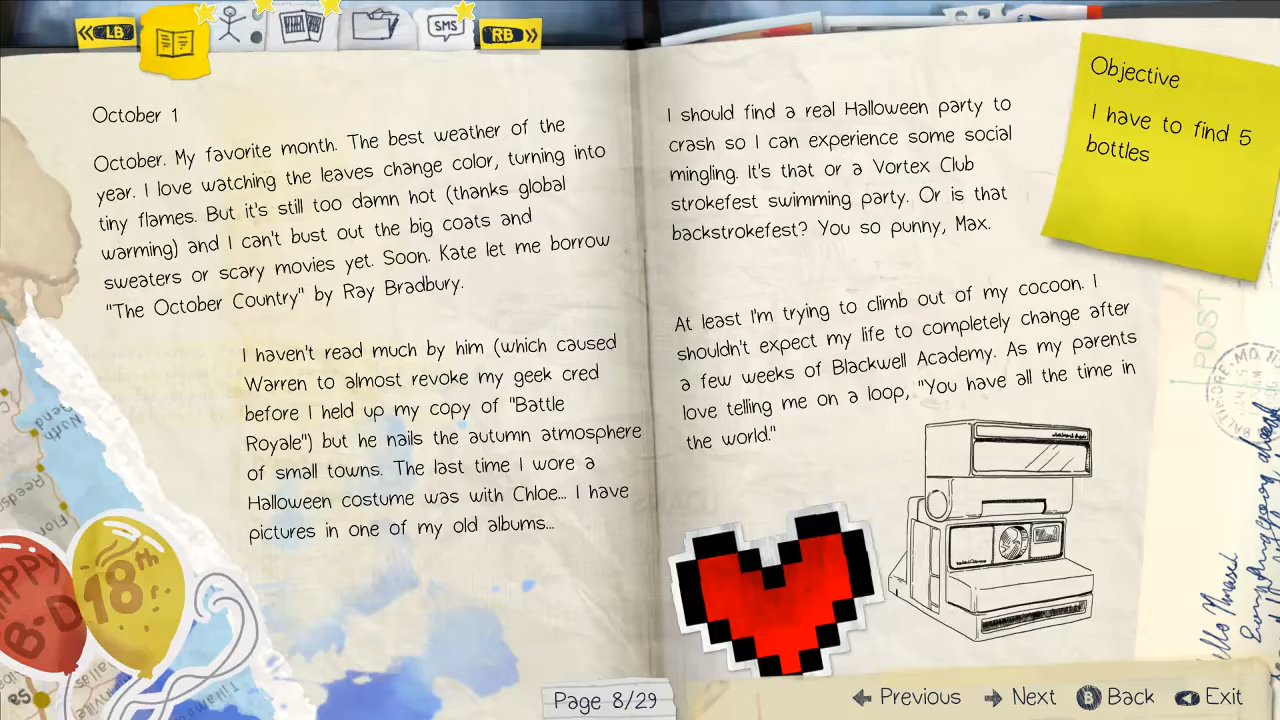 LB
SMS
RB
October 1
October. My favorite month. The best weather of the
year. I love watching the leaves change color, turning into
tiny flames. But it's still too damn hot (thanks global
warming) and I can't bust out the big coats and
sweaters or scary movies yet. Soon. Kate let me borrow
"The October Country" by Ray Bradbury.
I haven't read much by him (which caused
Warren to almost revoke my geek cred
before I held up my copy of "Battle
Royale") but he nails the autumn atmosphere
of small towns. The last time I wore a
Halloween costume was with Chloe... I have
pictures in one of my old albums...
I should find a real Halloween party to
crash so I can experience some social
mingling. It's that or a Vortex Club
strokefest swimming party. Or is that
backstrokefest? You so punny, Max.
At least I'm trying to climb out of my cocoon. I
shouldn't expect my life to completely change after
a few weeks of Blackwell Academy. As my parents
love telling me on a loop, "You have all the time in
the world."
Objective
I have to find 5
bottles
POST
BALTIMORE, MD.
North
Bend
18th
B-D
Page 8/29
Previous
Next
B Back
Exit